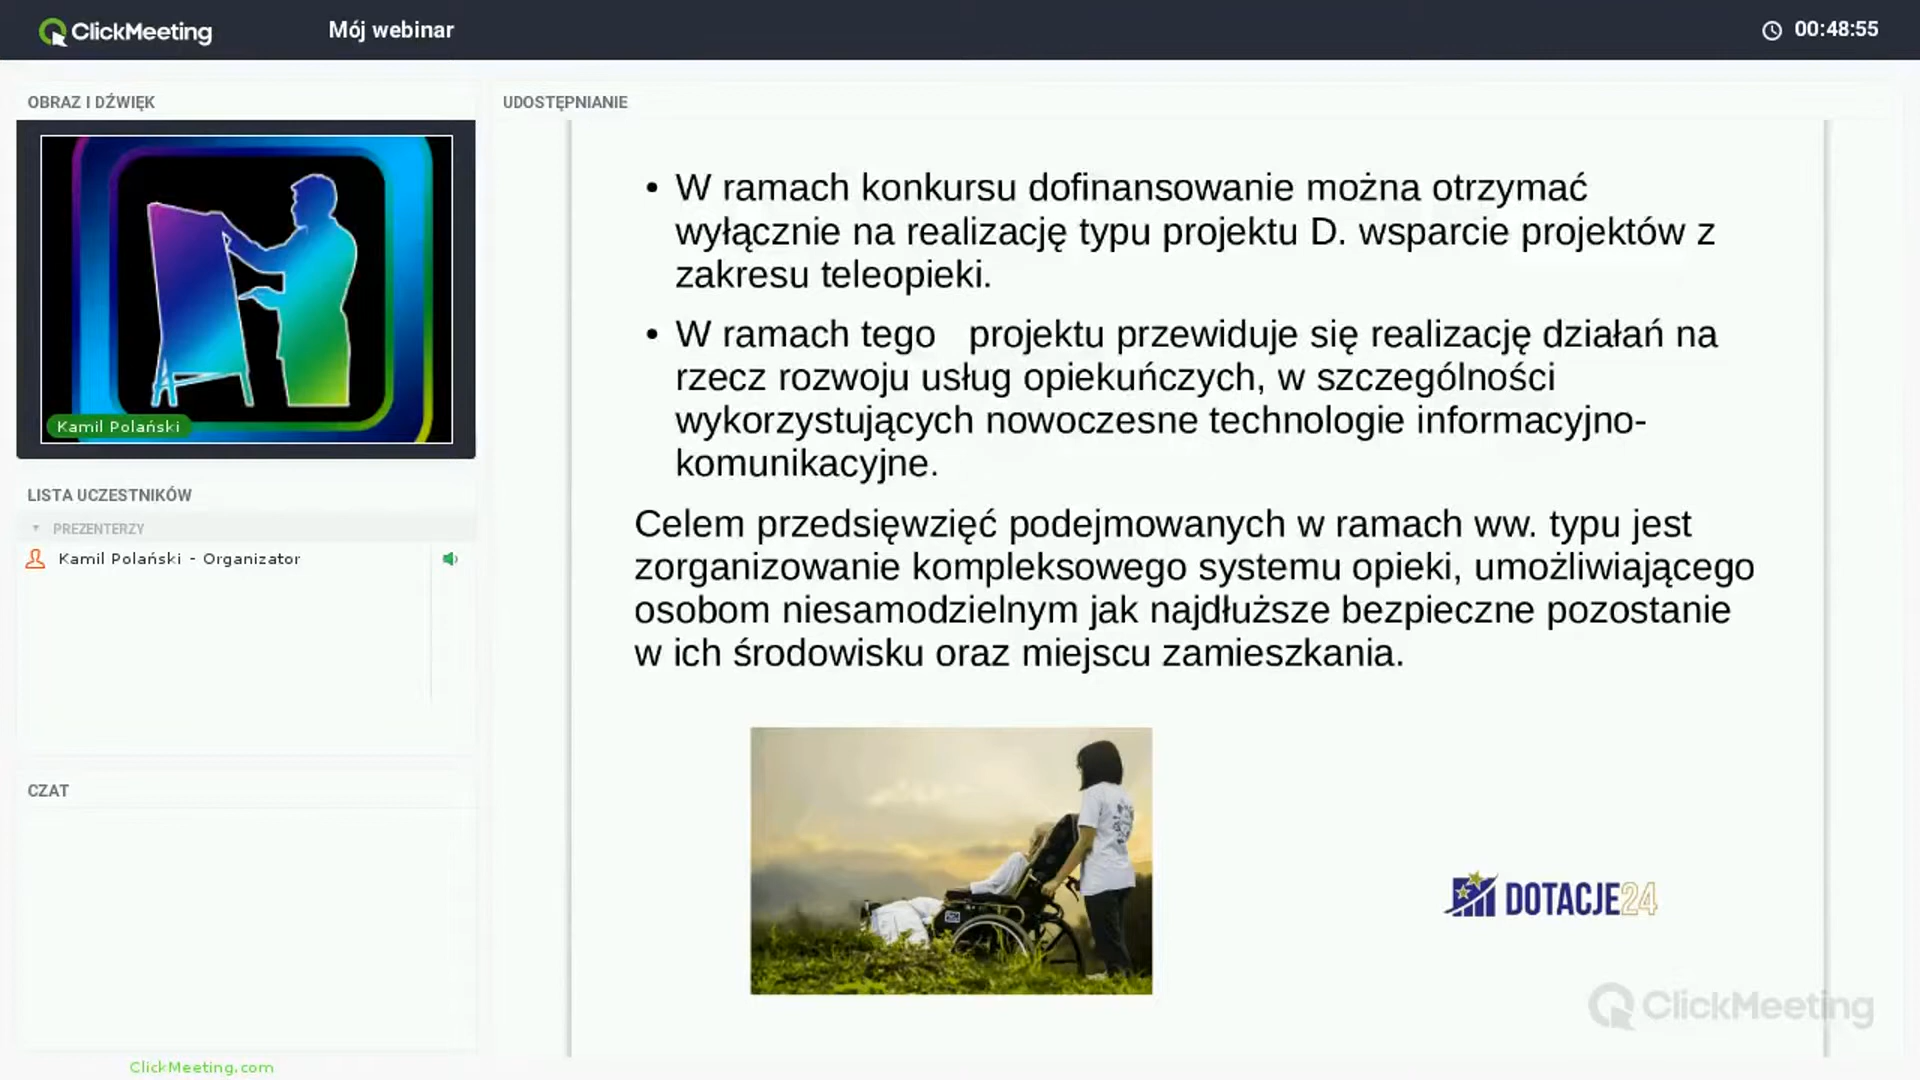 ClickMeeting
Mój webinar
00:48:55
OBRAZ I DŹWIĘK
Kamil Polański
LISTA UCZESTNIKÓW
PREZENTERZY
Kamil Polański - Organizator
CZAT
ClickMeeting.com
UDOSTĘPNIANIE
• W ramach konkursu dofinansowanie można otrzymać
wyłącznie na realizację typu projektu D. wsparcie projektów z
zakresu teleopieki.
• W ramach tego projektu przewiduje się realizację działań na
rzecz rozwoju usług opiekuńczych, w szczególności
wykorzystujących nowoczesne technologie informacyjno-
komunikacyjne.
Celem przedsięwzięć podejmowanych w ramach ww. typu jest
zorganizowanie kompleksowego systemu opieki, umożliwiającego
osobom niesamodzielnym jak najdłuższe bezpieczne pozostanie
w ich środowisku oraz miejscu zamieszkania.
DOTACJE24
ClickMeeting